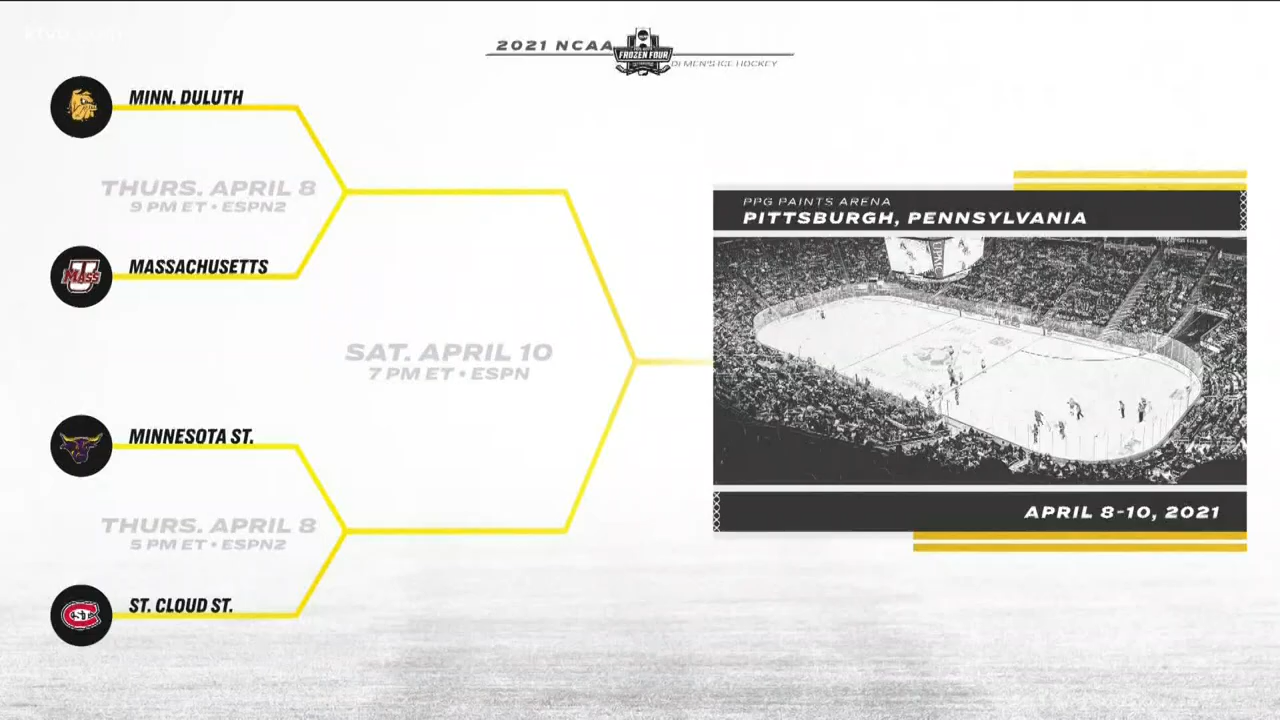 2021 NCAA
FROZEN FOUR
DI MEN'S ICE HOCKEY
MINN. DULUTH
THURS. APRIL 8
9 PM ET • ESPN2
MASSACHUSETTS
SAT. APRIL 10
7 PM ET • ESPN
MINNESOTA ST.
THURS. APRIL 8
5 PM ET • ESPN2
ST. CLOUD ST.
PPG PAINTS ARENA
PITTSBURGH, PENNSYLVANIA
APRIL 8-10, 2021
U
MASS